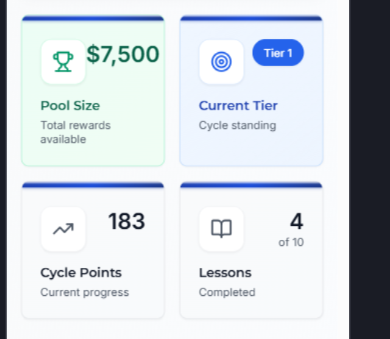 $7,500
Pool Size
Total rewards
available
Tier 1
Current Tier
Cycle standing
183
Cycle Points
Current progress
4
of 10
Lessons
Completed